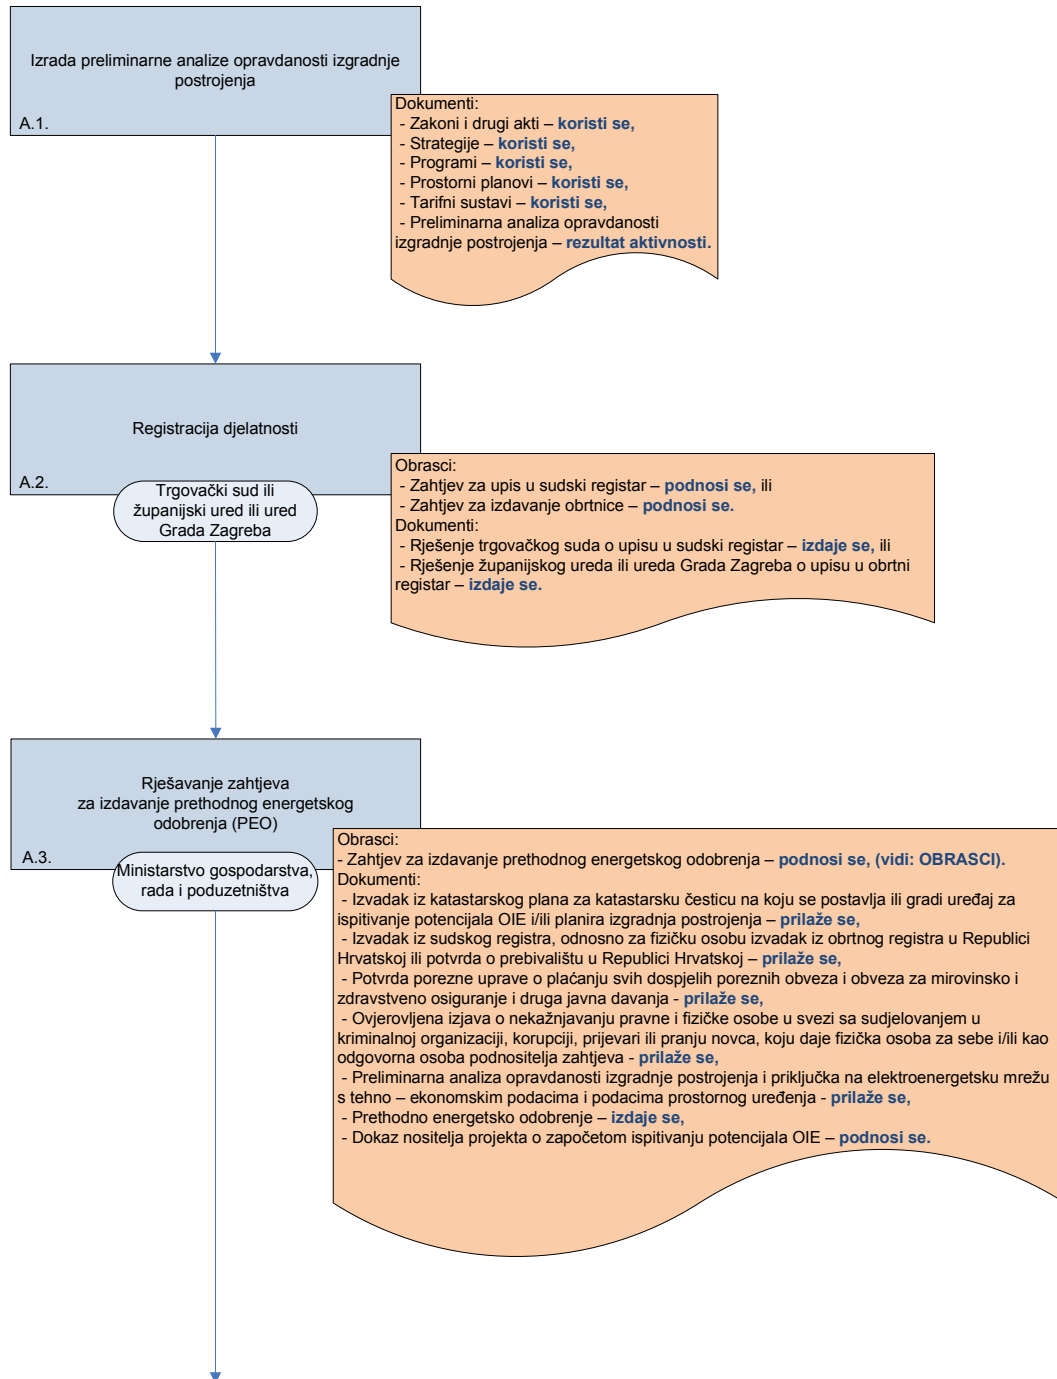 Izrada preliminarne analize opravdanosti izgradnje
postrojenja
A.1.
Dokumenti:
- Zakoni i drugi akti – koristi se,
- Strategije – koristi se,
- Programi – koristi se,
- Prostorni planovi – koristi se,
- Tarifni sustavi – koristi se,
- Preliminarna analiza opravdanosti
izgradnje postrojenja – rezultat aktivnosti.
Registracija djelatnosti
A.2.
Trgovački sud ili
županijski ured ili ured
Grada Zagreba
Obrasci:
- Zahtjev za upis u sudski registar – podnosi se, ili
- Zahtjev za izdavanje obrtnice – podnosi se.
Dokumenti:
- Rješenje trgovačkog suda o upisu u sudski registar – izdaje se, ili
- Rješenje županijskog ureda ili ureda Grada Zagreba o upisu u obrtni
registar – izdaje se.
Rješavanje zahtjeva
za izdavanje prethodnog energetskog
odobrenja (PEO)
A.3.
Ministarstvo gospodarstva,
rada i poduzetništva
Obrasci:
- Zahtjev za izdavanje prethodnog energetskog odobrenja – podnosi se, (vidi: OBRASCI).
Dokumenti:
- Izvadak iz katastarskog plana za katastarsku česticu na koju se postavlja ili gradi uređaj za
ispitivanje potencijala OIE i/ili planira izgradnja postrojenja – prilaže se,
- Izvadak iz sudskog registra, odnosno za fizičku osobu izvadak iz obrtnog registra u Republici
Hrvatskoj ili potvrda o prebivalištu u Republici Hrvatskoj – prilaže se,
- Potvrda porezne uprave o plaćanju svih dospjelih poreznih obveza i obveza za mirovinsko i
zdravstveno osiguranje i druga javna davanja - prilaže se,
- Ovjerovljena izjava o nekažnjavanju pravne i fizičke osobe u svezi sa sudjelovanjem u
kriminalnoj organizaciji, korupciji, prijevari ili pranju novca, koju daje fizička osoba za sebe i/ili kao
odgovorna osoba podnositelja zahtjeva - prilaže se,
- Preliminarna analiza opravdanosti izgradnje postrojenja i priključka na elektroenergetsku mrežu
s tehno – ekonomskim podacima i podacima prostornog uređenja - prilaže se,
- Prethodno energetsko odobrenje – izdaje se,
- Dokaz nositelja projekta o započetom ispitivanju potencijala OIE – podnosi se.